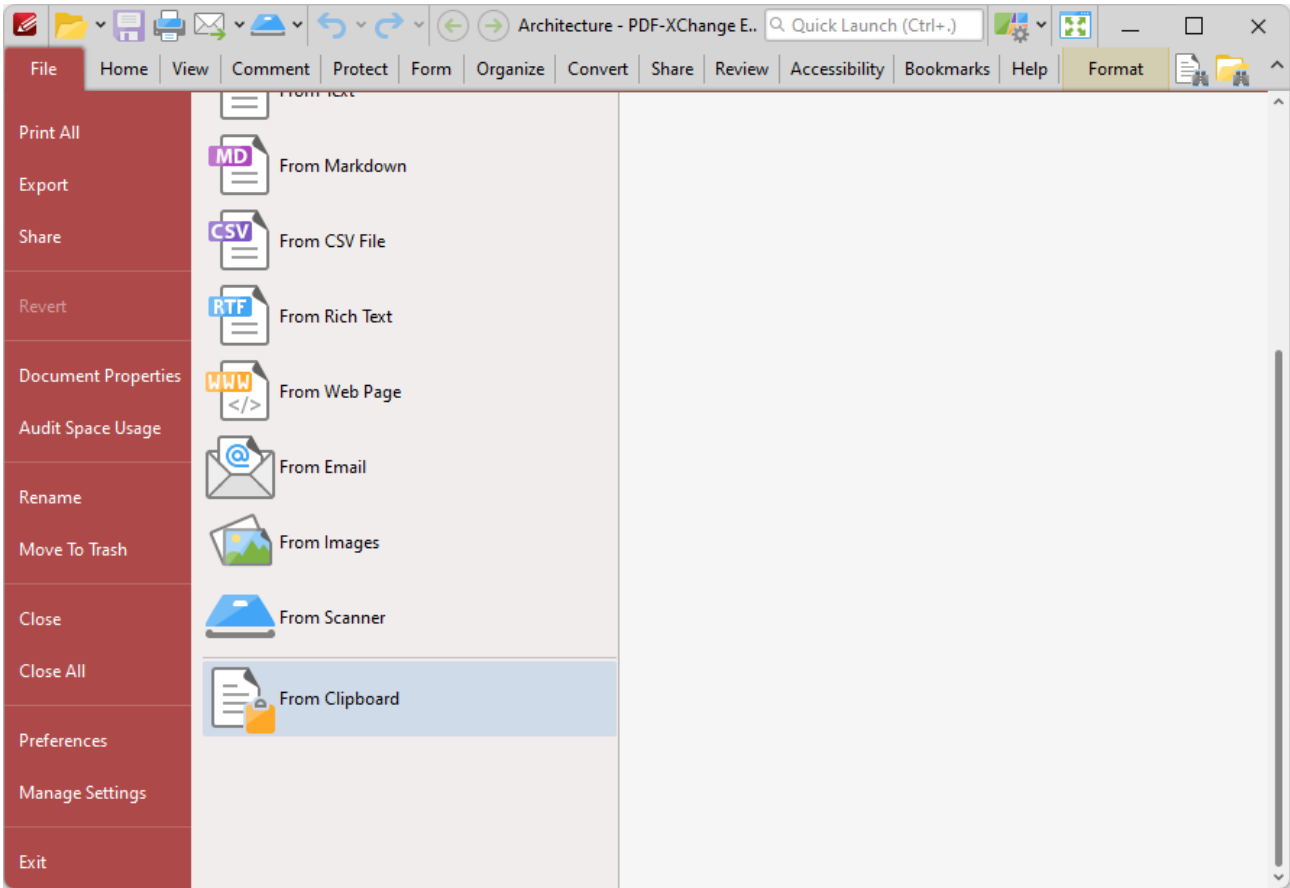 Architecture - PDF-XChange E..
Quick Launch (Ctrl+.)
File Home View Comment Protect Form Organize Convert Share Review Accessibility Bookmarks Help Format
Print All
Export
Share
Revert
Document Properties
Audit Space Usage
Rename
Move To Trash
Close
Close All
Preferences
Manage Settings
Exit
From Text
MD From Markdown
CSV From CSV File
RTF From Rich Text
WWW From Web Page
</>
@ From Email
From Images
From Scanner
From Clipboard